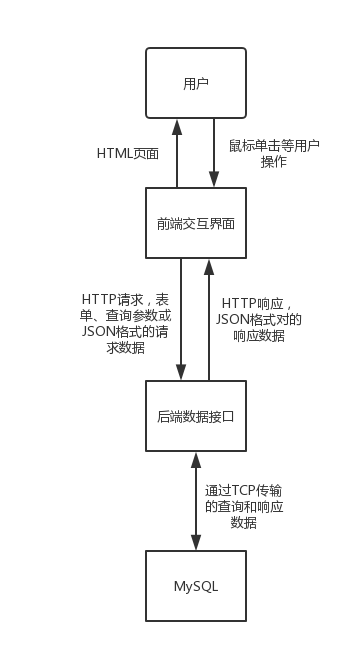 用户
HTML页面
鼠标单击等用户
操作
前端交互界面
HTTP请求，表
单、查询参数或
JSON格式的请
求数据
HTTP响应，
JSON格式对的
响应数据
后端数据接口
通过TCP传输
的查询和响应
数据
MySQL